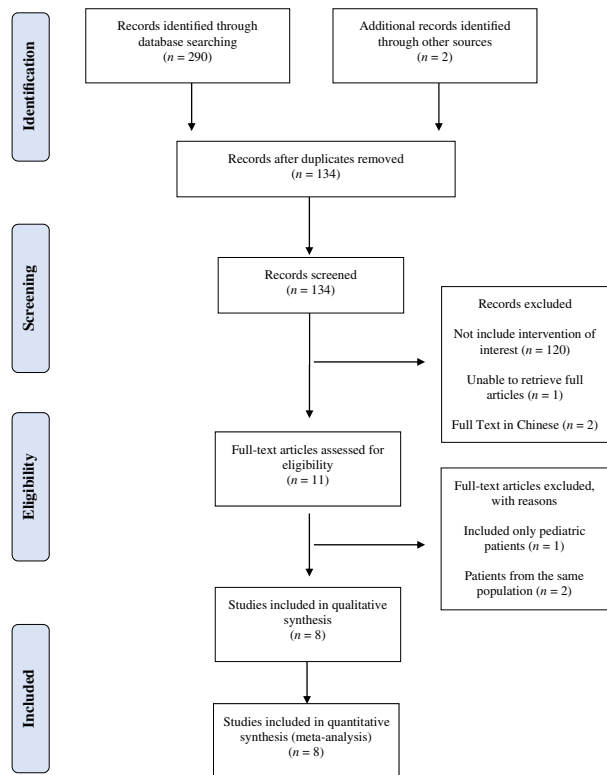 Identification
Records identified through
database searching
(n = 290)
Additional records identified
through other sources
(n = 2)
Records after duplicates removed
(n = 134)
Screening
Records screened
(n = 134)
Records excluded
Not include intervention of
interest (n = 120)
Unable to retrieve full
articles (n = 1)
Full Text in Chinese (n = 2)
Eligibility
Full-text articles assessed for
eligibility
(n = 11)
Full-text articles excluded,
with reasons
Included only pediatric
patients (n = 1)
Patients from the same
population (n = 2)
Included
Studies included in qualitative
synthesis
(n = 8)
Studies included in quantitative
synthesis (meta-analysis)
(n = 8)